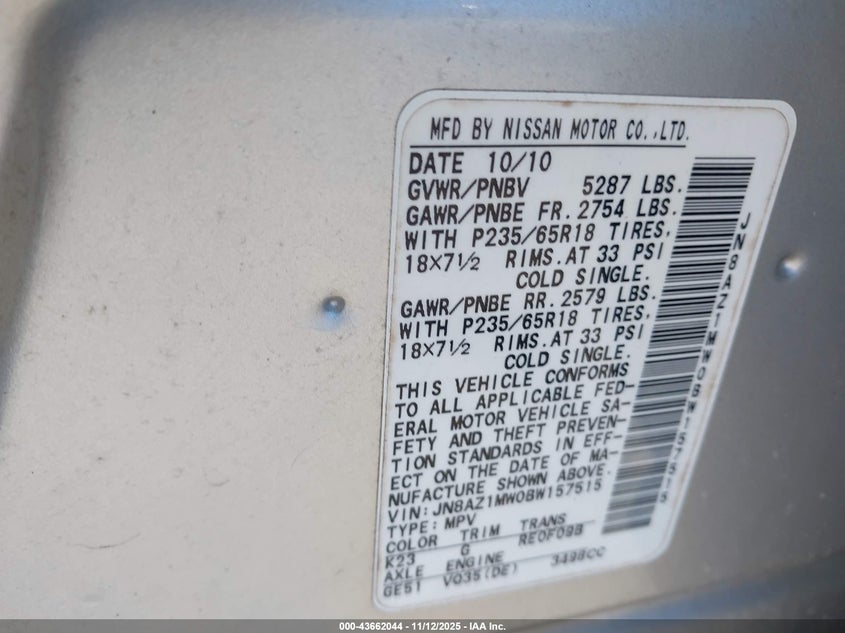 MFD BY NISSAN MOTOR CO.,LTD.
DATE 10/10
GVWR/PNBV 5287 LBS.
GAWR/PNBE FR. 2754 LBS.
WITH P235/65R18 TIRES,
18X7½ RIMS. AT 33 PSI
COLD SINGLE.
GAWR/PNBE RR. 2579 LBS.
WITH P235/65R18 TIRES,
18X7½ RIMS. AT 33 PSI
COLD SINGLE.
THIS VEHICLE CONFORMS
TO ALL APPLICABLE FED-
ERAL MOTOR VEHICLE SA-
FETY AND THEFT PREVEN-
TION STANDARDS IN EFF-
ECT ON THE DATE OF MA-
NUFACTURE SHOWN ABOVE.
VIN: JN8AZ1MW0BW157515
TYPE: MPV
COLOR TRIM TRANS
K23 G RE0F09B
AXLE ENGINE
GE51 VQ35(DE) 3498CC
JN8AZ1MW0BW157515
000-43662044 - 11/12/2025 - IAA Inc.